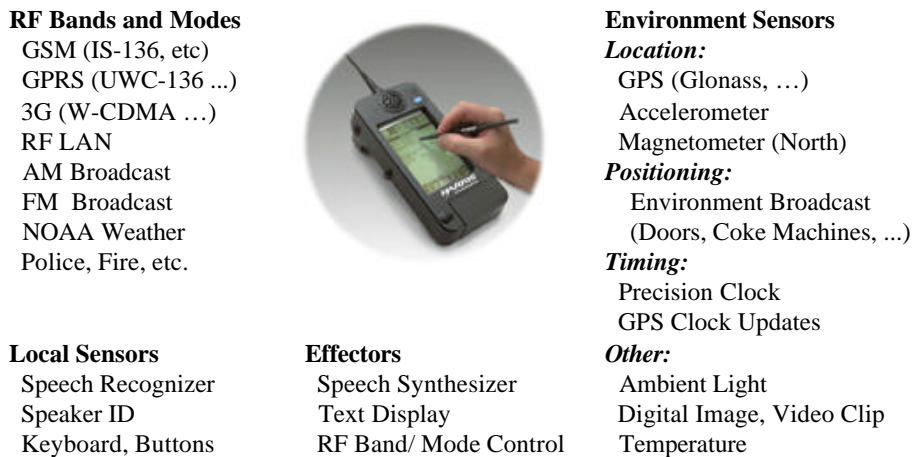 RF Bands and Modes
GSM (IS-136, etc)
GPRS (UWC-136 ...)
3G (W-CDMA …)
RF LAN
AM Broadcast
FM Broadcast
NOAA Weather
Police, Fire, etc.
HARRIS
Environment Sensors
Location:
GPS (Glonass, …)
Accelerometer
Magnetometer (North)
Positioning:
Environment Broadcast
(Doors, Coke Machines, ...)
Timing:
Precision Clock
GPS Clock Updates
Local Sensors
Speech Recognizer
Speaker ID
Keyboard, Buttons
Effectors
Speech Synthesizer
Text Display
RF Band/ Mode Control
Other:
Ambient Light
Digital Image, Video Clip
Temperature